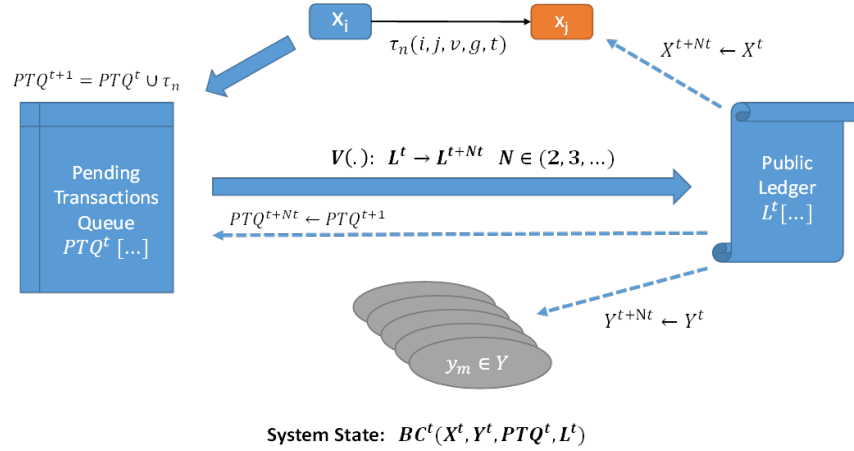 Xᵢ
xⱼ
τₙ(i, j, v, g, t)
Xᵗ⁺ᴺᵗ ← Xᵗ
PTQᵗ⁺¹ = PTQᵗ ∪ τₙ
V(.): Lᵗ → Lᵗ⁺ᴺᵗ N ∈ (2, 3, …)
Pending
Transactions
Queue
PTQᵗ […]
Public
Ledger
Lᵗ[…]
PTQᵗ⁺ᴺᵗ ← PTQᵗ⁺¹
Yᵗ⁺ᴺᵗ ← Yᵗ
yₘ ∈ Y
System State: BCᵗ(Xᵗ, Yᵗ, PTQᵗ, Lᵗ)